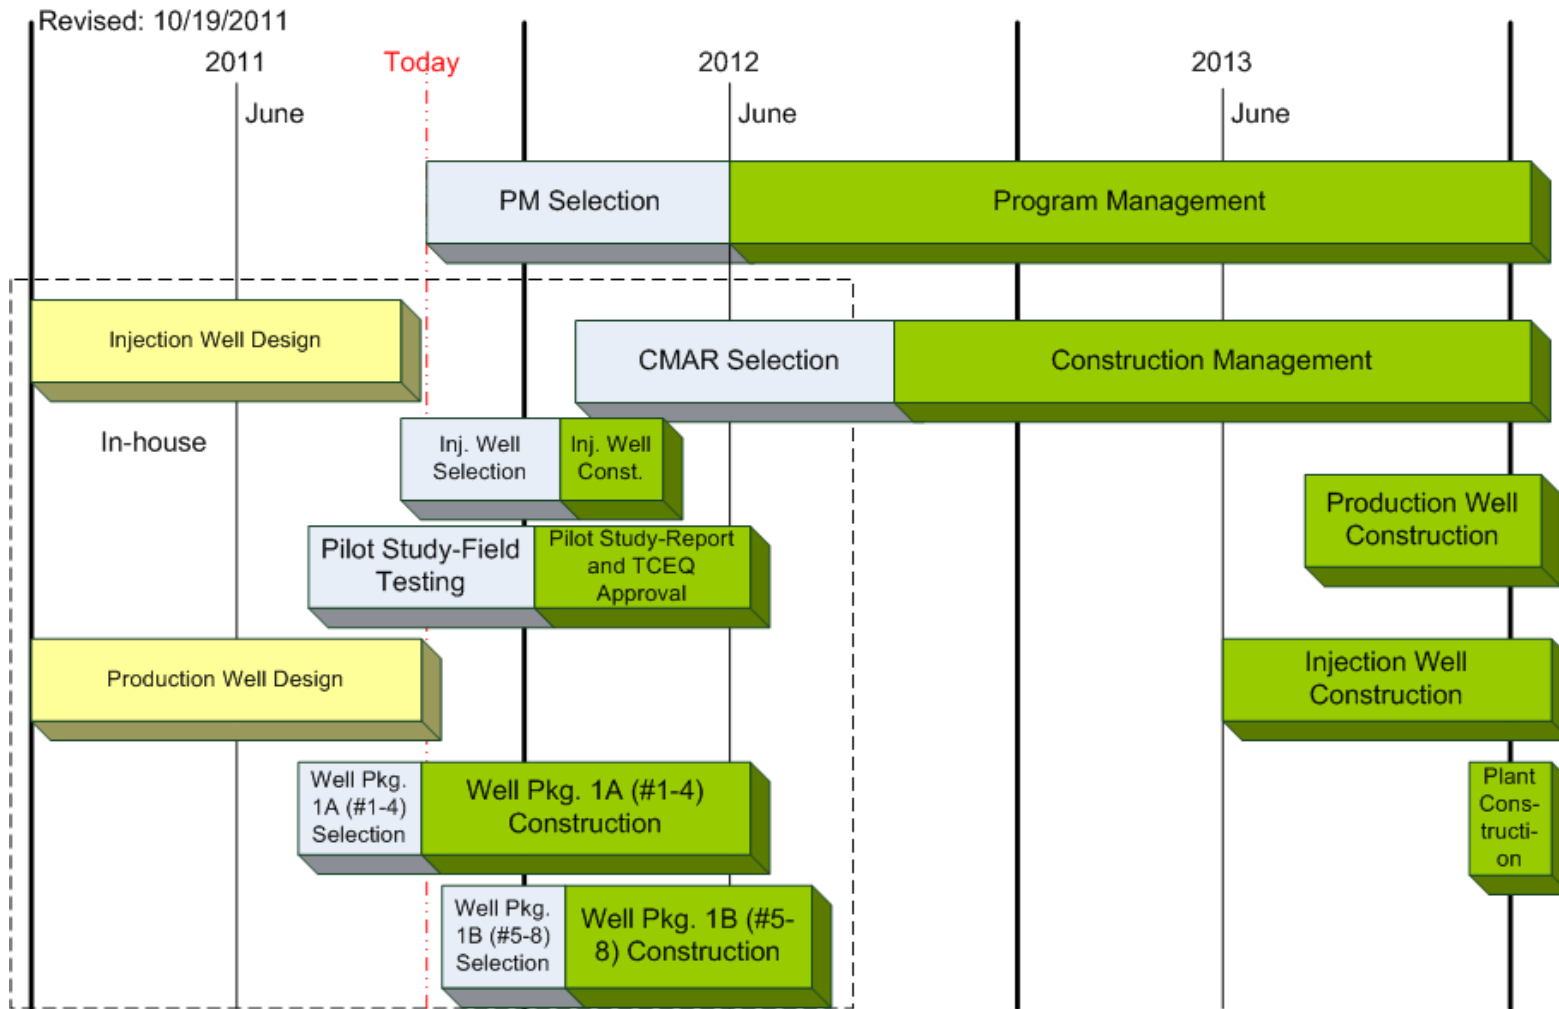 Revised: 10/19/2011
2011
Today
2012
2013
June
June
June
PM Selection
Program Management
Injection Well Design
CMAR Selection
Construction Management
In-house
Inj. Well
Selection
Inj. Well
Const.
Production Well
Construction
Pilot Study-Field
Testing
Pilot Study-Report
and TCEQ
Approval
Production Well Design
Injection Well
Construction
Well Pkg.
1A (#1-4)
Selection
Well Pkg. 1A (#1-4)
Construction
Plant
Cons-
tructi-
on
Well Pkg.
1B (#5-8)
Selection
Well Pkg. 1B (#5-
8) Construction